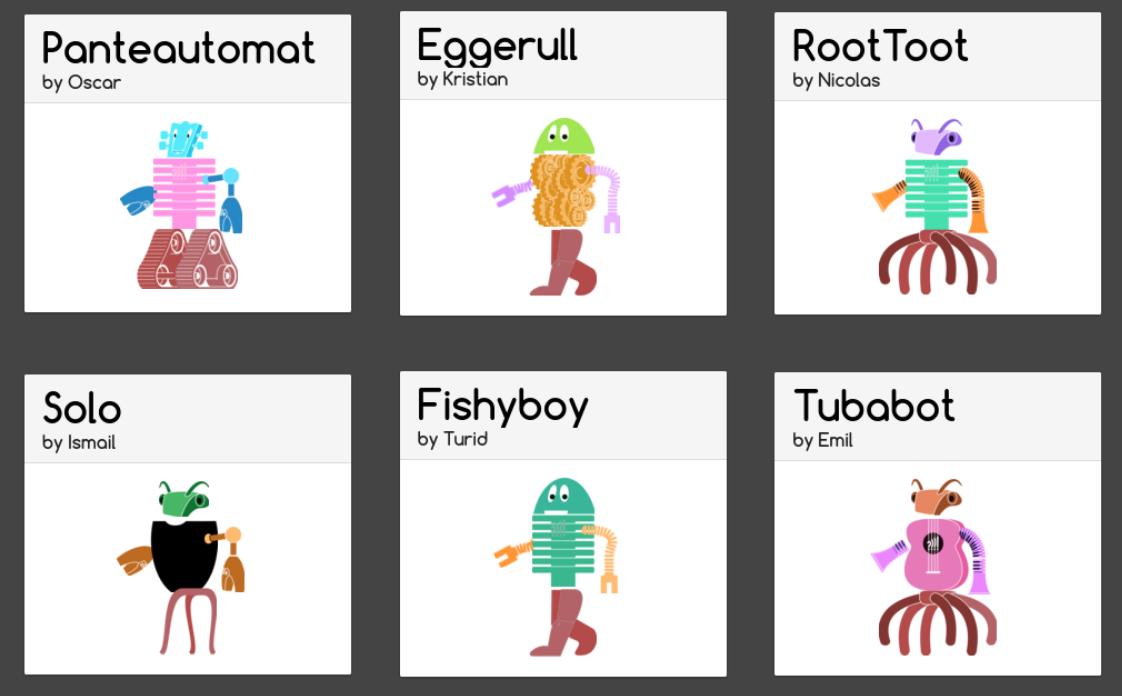 Panteautomat
by Oscar
Eggerull
by Kristian
RootToot
by Nicolas
Solo
by Ismail
Fishyboy
by Turid
Tubabot
by Emil